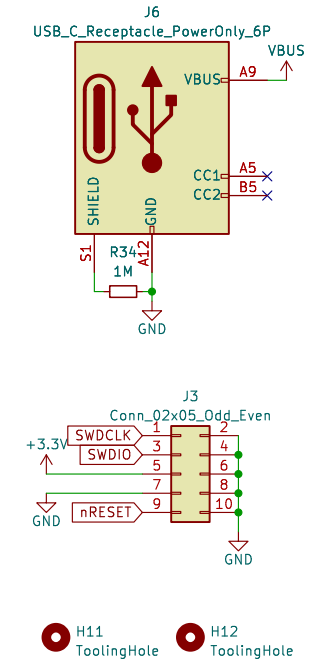 J6
USB_C_Receptacle_PowerOnly_6P
VBUS
VBUS A9
CC1 A5
CC2 B5
SHIELD
GND
S1
A12
R34
1M
GND
J3
Conn_02x05_Odd_Even
SWDCLK 1 2
+3.3V
SWDIO 3 4
5 6
7 8
GND
nRESET 9 10
GND
H11
ToolingHole
H12
ToolingHole